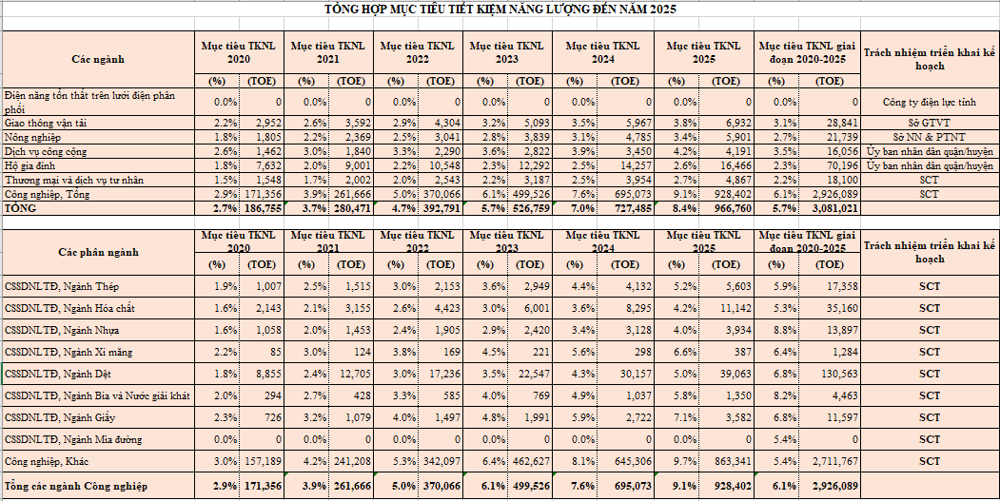 TỔNG HỢP MỤC TIÊU TIẾT KIỆM NĂNG LƯỢNG ĐẾN NĂM 2025
Các ngành Mục tiêu TKNL 2020 Mục tiêu TKNL 2021 Mục tiêu TKNL 2022 Mục tiêu TKNL 2023 Mục tiêu TKNL 2024 Mục tiêu TKNL 2025 Mục tiêu TKNL giai đoạn 2020-2025 Trách nhiệm triển khai kế hoạch
(%) (TOE) (%) (TOE) (%) (TOE) (%) (TOE) (%) (TOE) (%) (TOE) (%) (TOE)
Điện năng tổn thất trên lưới điện phân phối 0.0% 0 0.0% 0 0.0% 0 0.0% 0 0.0% 0 0.0% 0 0.0% 0 Công ty điện lực tỉnh
Giao thông vận tải 2.2% 2,952 2.6% 3,592 2.9% 4,304 3.2% 5,093 3.5% 5,967 3.8% 6,932 3.1% 28,841 Sở GTVT
Nông nghiệp 1.8% 1,805 2.2% 2,369 2.5% 3,041 2.8% 3,839 3.1% 4,785 3.4% 5,901 2.7% 21,739 Sở NN & PTNT
Dịch vụ công cộng 2.6% 1,462 3.0% 1,840 3.3% 2,290 3.6% 2,822 3.9% 3,450 4.2% 4,191 3.5% 16,056 Ủy ban nhân dân quận/huyện
Hộ gia đình 1.8% 7,632 2.0% 9,001 2.2% 10,548 2.3% 12,292 2.5% 14,257 2.6% 16,466 2.3% 70,196 Ủy ban nhân dân quận/huyện
Thương mại và dịch vụ tư nhân 1.5% 1,548 1.7% 2,002 2.0% 2,543 2.2% 3,187 2.5% 3,954 2.7% 4,867 2.2% 18,100 SCT
Công nghiệp, Tổng 2.9% 171,356 3.9% 261,666 5.0% 370,066 6.1% 499,526 7.6% 695,073 9.1% 928,402 6.1% 2,926,089 SCT
TỔNG 2.7% 186,755 3.7% 280,471 4.7% 392,791 5.7% 526,759 7.0% 727,485 8.4% 966,760 5.7% 3,081,021
Các phân ngành Mục tiêu TKNL 2020 Mục tiêu TKNL 2021 Mục tiêu TKNL 2022 Mục tiêu TKNL 2023 Mục tiêu TKNL 2024 Mục tiêu TKNL 2025 Mục tiêu TKNL giai đoạn 2020-2025 Trách nhiệm triển khai kế hoạch
(%) (TOE) (%) (TOE) (%) (TOE) (%) (TOE) (%) (TOE) (%) (TOE) (%) (TOE)
CSSDNLTĐ, Ngành Thép 1.9% 1,007 2.5% 1,515 3.0% 2,153 3.6% 2,949 4.4% 4,132 5.2% 5,603 5.9% 17,358 SCT
CSSDNLTĐ, Ngành Hóa chất 1.6% 2,143 2.1% 3,155 2.6% 4,423 3.0% 6,001 3.6% 8,295 4.2% 11,142 5.3% 35,160 SCT
CSSDNLTĐ, Ngành Nhựa 1.6% 1,058 2.0% 1,453 2.4% 1,905 2.9% 2,420 3.4% 3,128 4.0% 3,934 8.8% 13,897 SCT
CSSDNLTĐ, Ngành Xi măng 2.2% 85 3.0% 124 3.8% 169 4.5% 221 5.6% 298 6.6% 387 6.4% 1,284 SCT
CSSDNLTĐ, Ngành Dệt 1.8% 8,855 2.4% 12,705 3.0% 17,236 3.5% 22,547 4.3% 30,157 5.0% 39,063 6.8% 130,563 SCT
CSSDNLTĐ, Ngành Bia và Nước giải khát 2.0% 294 2.7% 428 3.3% 585 4.0% 769 4.9% 1,037 5.8% 1,350 8.2% 4,463 SCT
CSSDNLTĐ, Ngành Giấy 2.3% 726 3.2% 1,079 4.0% 1,497 4.8% 1,991 5.9% 2,722 7.1% 3,582 6.8% 11,597 SCT
CSSDNLTĐ, Ngành Mía đường 0.0% 0 0.0% 0 0.0% 0 0.0% 0 0.0% 0 0.0% 0 5.4% 0 SCT
Công nghiệp, Khác 3.0% 157,189 4.2% 241,208 5.3% 342,097 6.4% 462,627 8.1% 645,306 9.7% 863,341 5.4% 2,711,767 SCT
Tổng các ngành Công nghiệp 2.9% 171,356 3.9% 261,666 5.0% 370,066 6.1% 499,526 7.6% 695,073 9.1% 928,402 6.1% 2,926,089